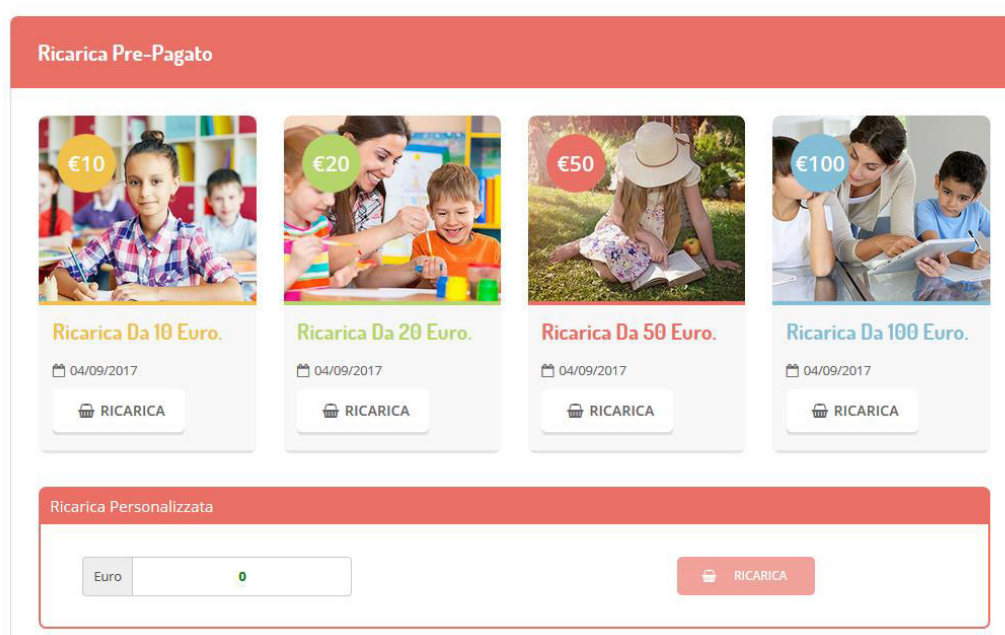 Ricarica Pre-Pagato
€10
€20
€50
€100
Ricarica Da 10 Euro.
Ricarica Da 20 Euro.
Ricarica Da 50 Euro.
Ricarica Da 100 Euro.
04/09/2017
04/09/2017
04/09/2017
04/09/2017
RICARICA
RICARICA
RICARICA
RICARICA
Ricarica Personalizzata
Euro
0
RICARICA